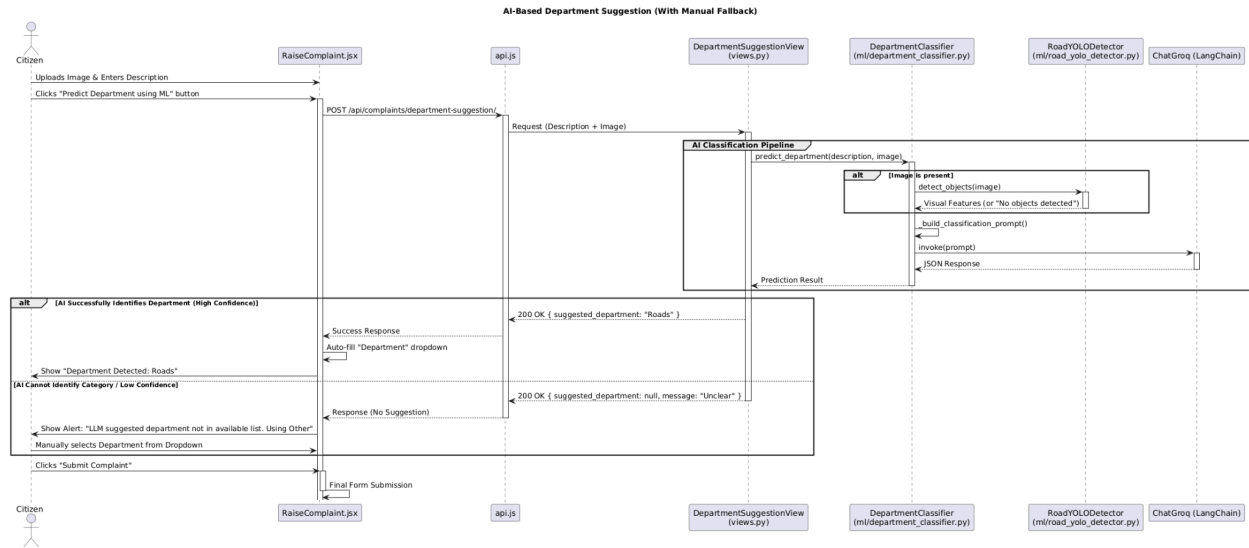 AI-Based Department Suggestion (With Manual Fallback)
Citizen
RaiseComplaint.jsx
api.js
DepartmentSuggestionView
(views.py)
DepartmentClassifier
(ml/department_classifier.py)
RoadYOLODetector
(ml/road_yolo_detector.py)
ChatGroq (LangChain)
Uploads Image & Enters Description
Clicks "Predict Department using ML" button
POST /api/complaints/department-suggestion/
Request (Description + Image)
AI Classification Pipeline
predict_department(description, image)
alt [Image is present]
detect_objects(image)
Visual Features (or "No objects detected")
_build_classification_prompt()
invoke(prompt)
JSON Response
Prediction Result
alt [AI Successfully Identifies Department (High Confidence)]
200 OK { suggested_department: "Roads" }
Success Response
Auto-fill "Department" dropdown
Show "Department Detected: Roads"
[AI Cannot Identify Category / Low Confidence]
200 OK { suggested_department: null, message: "Unclear" }
Response (No Suggestion)
Show Alert: "LLM suggested department not in available list. Using Other"
Manually selects Department from Dropdown
Clicks "Submit Complaint"
Final Form Submission
Citizen
RaiseComplaint.jsx
api.js
DepartmentSuggestionView
(views.py)
DepartmentClassifier
(ml/department_classifier.py)
RoadYOLODetector
(ml/road_yolo_detector.py)
ChatGroq (LangChain)